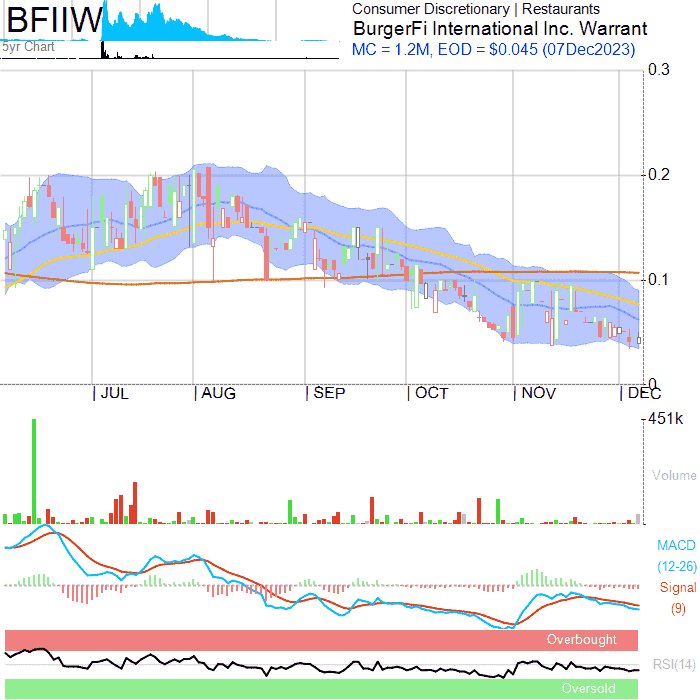 BFIIW
5yr Chart
Consumer Discretionary | Restaurants
BurgerFi International Inc. Warrant
MC = 1.2M, EOD = $0.045 (07Dec2023)
0.3
0.2
0.1
0
JUL AUG SEP OCT NOV DEC
451k
Volume
MACD
(12-26)
Signal
(9)
Overbought
RSI(14)
Oversold